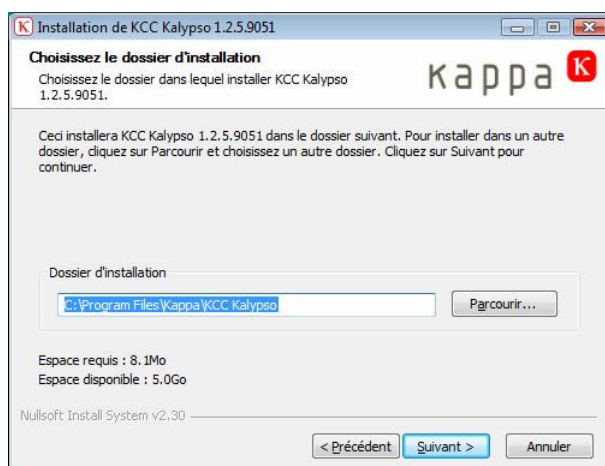 K Installation de KCC Kalypso 1.2.5.9051
Choisissez le dossier d'installation
Choisissez le dossier dans lequel installer KCC Kalypso
1.2.5.9051.
kappa K
Ceci installera KCC Kalypso 1.2.5.9051 dans le dossier suivant. Pour installer dans un autre
dossier, cliquez sur Parcourir et choisissez un autre dossier. Cliquez sur Suivant pour
continuer.
Dossier d'installation
C:\Program Files\Kappa\KCC Kalypso
Parcourir...
Espace requis : 8.1Mo
Espace disponible : 5.0Go
Nullsoft Install System v2.30
< Précédent Suivant > Annuler